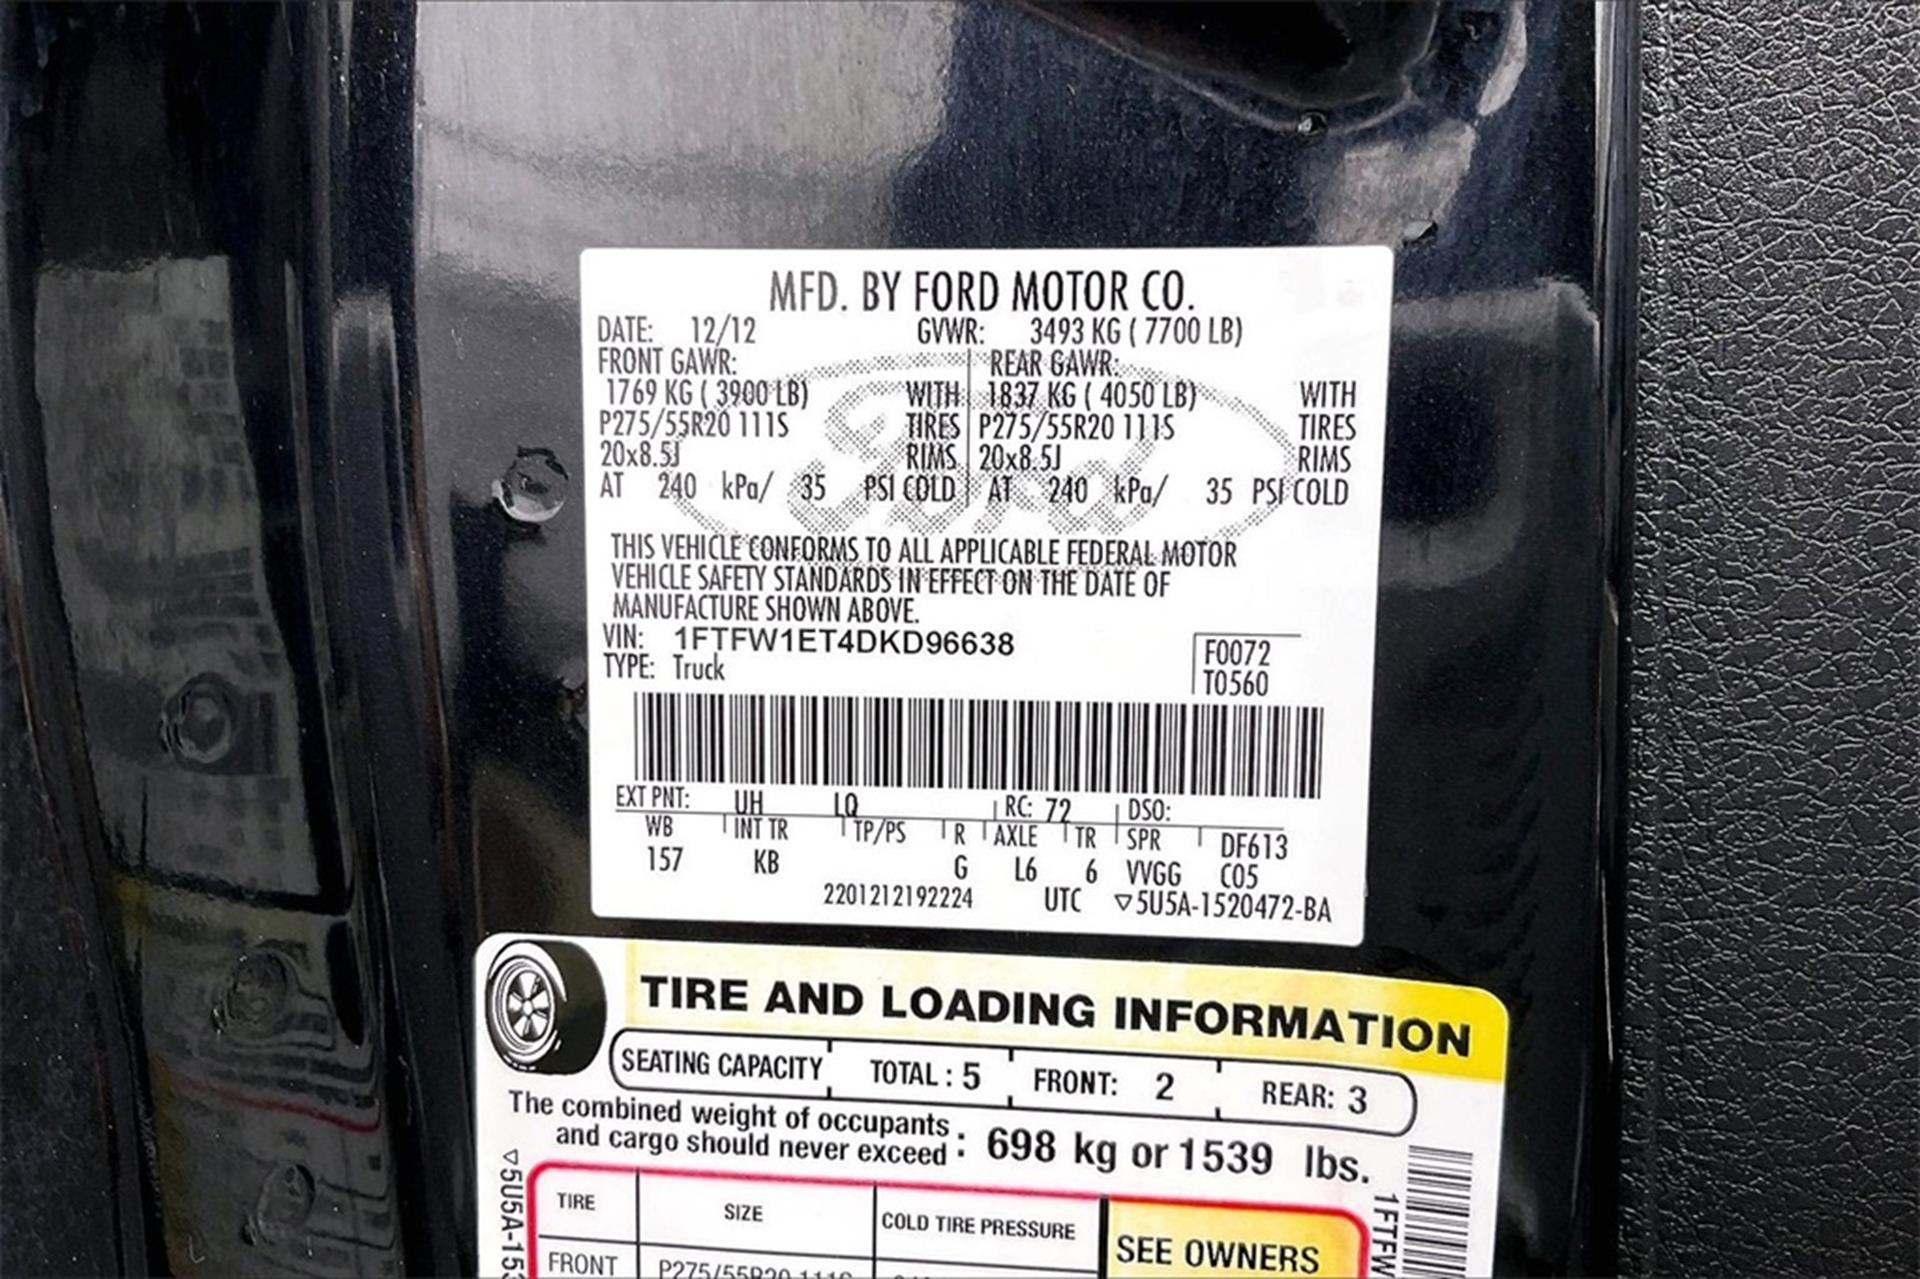 MFD. BY FORD MOTOR CO.
DATE: 12/12 GVWR: 3493 KG ( 7700 LB)
FRONT GAWR: REAR GAWR:
1769 KG ( 3900 LB) WITH 1837 KG ( 4050 LB) WITH
P275/55R20 111S TIRES P275/55R20 111S TIRES
20x8.5J RIMS 20x8.5J RIMS
AT 240 kPa/ 35 PSI COLD AT 240 kPa/ 35 PSI COLD
Ford
THIS VEHICLE CONFORMS TO ALL APPLICABLE FEDERAL MOTOR
VEHICLE SAFETY STANDARDS IN EFFECT ON THE DATE OF
MANUFACTURE SHOWN ABOVE.
VIN: 1FTFW1ET4DKD96638
TYPE: Truck
F0072
T0560
EXT PNT: UH LQ RC: 72 DSO:
WB INT TR TP/PS R AXLE TR SPR DF613
157 KB G L6 6 VVGG C05
2201212192224 UTC ▽5U5A-1520472-BA
TIRE AND LOADING INFORMATION
SEATING CAPACITY TOTAL : 5 FRONT: 2 REAR: 3
The combined weight of occupants
and cargo should never exceed : 698 kg or 1539 lbs.
TIRE SIZE COLD TIRE PRESSURE SEE OWNERS
FRONT P275/55R20 111S
▽5U5A-153
1FTFW